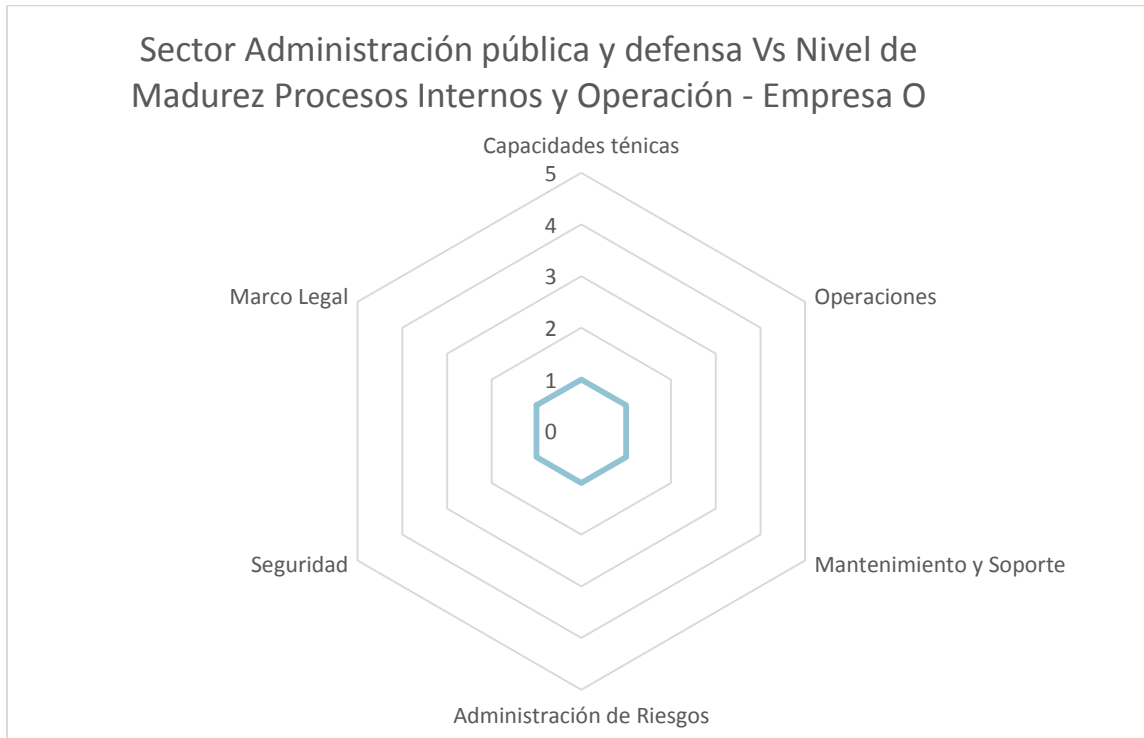 Sector Administración pública y defensa Vs Nivel de
Madurez Procesos Internos y Operación - Empresa O
Capacidades ténicas
5
4
3
2
1
0
Marco Legal
Operaciones
Seguridad
Mantenimiento y Soporte
Administración de Riesgos